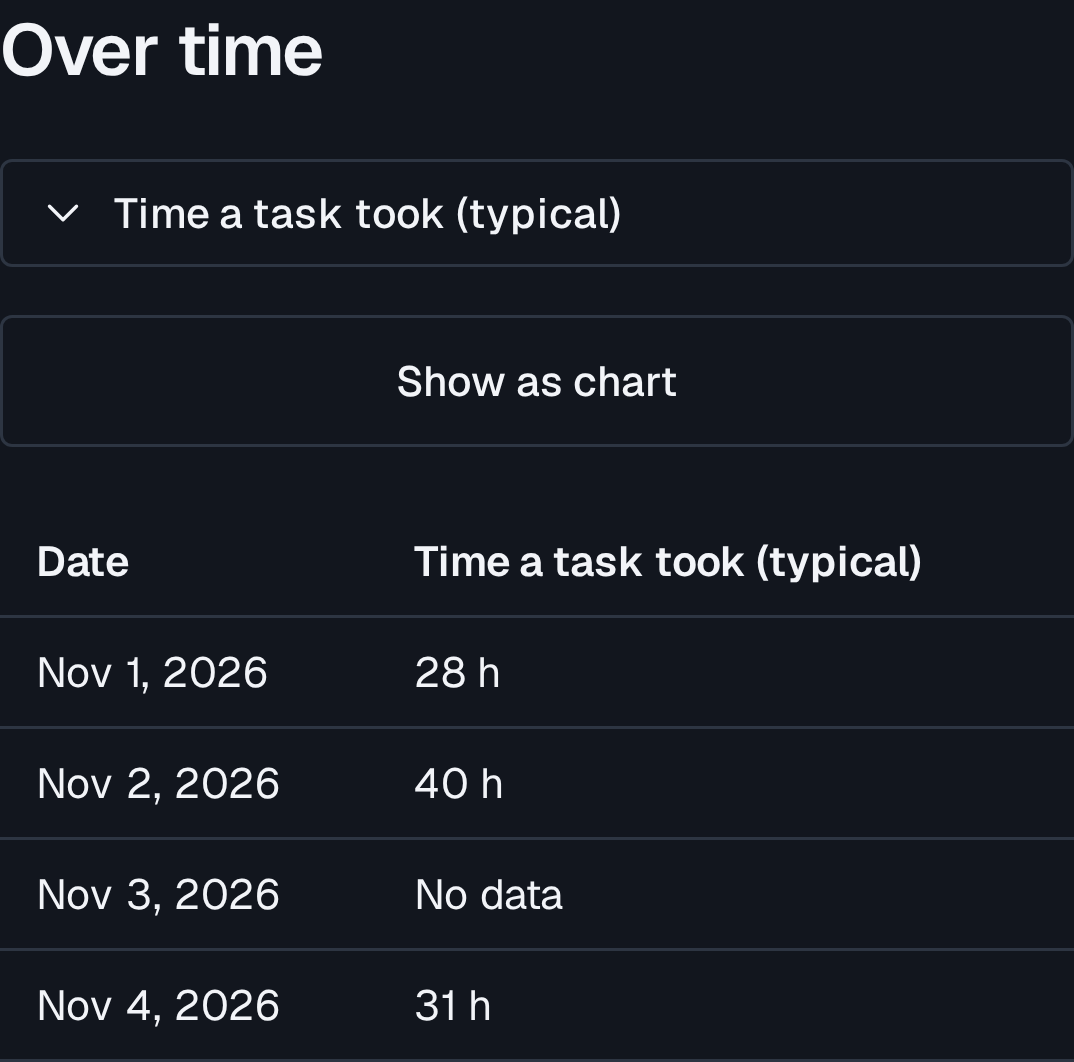 Over time
Time a task took (typical)
Show as chart
Date Time a task took (typical)
Nov 1, 2026 28 h
Nov 2, 2026 40 h
Nov 3, 2026 No data
Nov 4, 2026 31 h